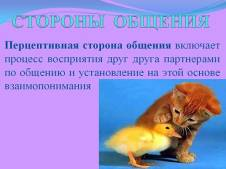 СТОРОНЫ ОБЩЕНИЯ
Перцептивная сторона общения включает
процесс восприятия друг друга партнерами
по общению и установление на этой основе
взаимопонимания